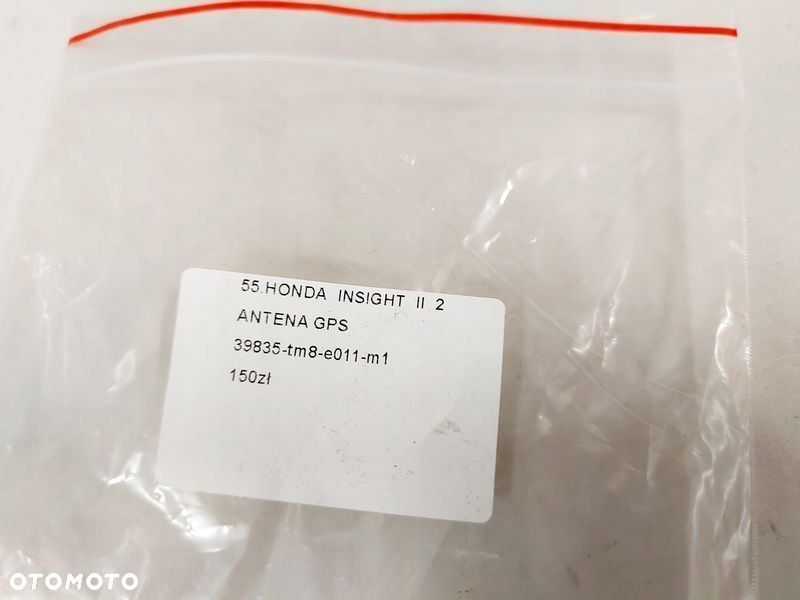 55.HONDA INSIGHT II 2
ANTENA GPS
39835-tm8-e011-m1
150zł
OTOMOTO